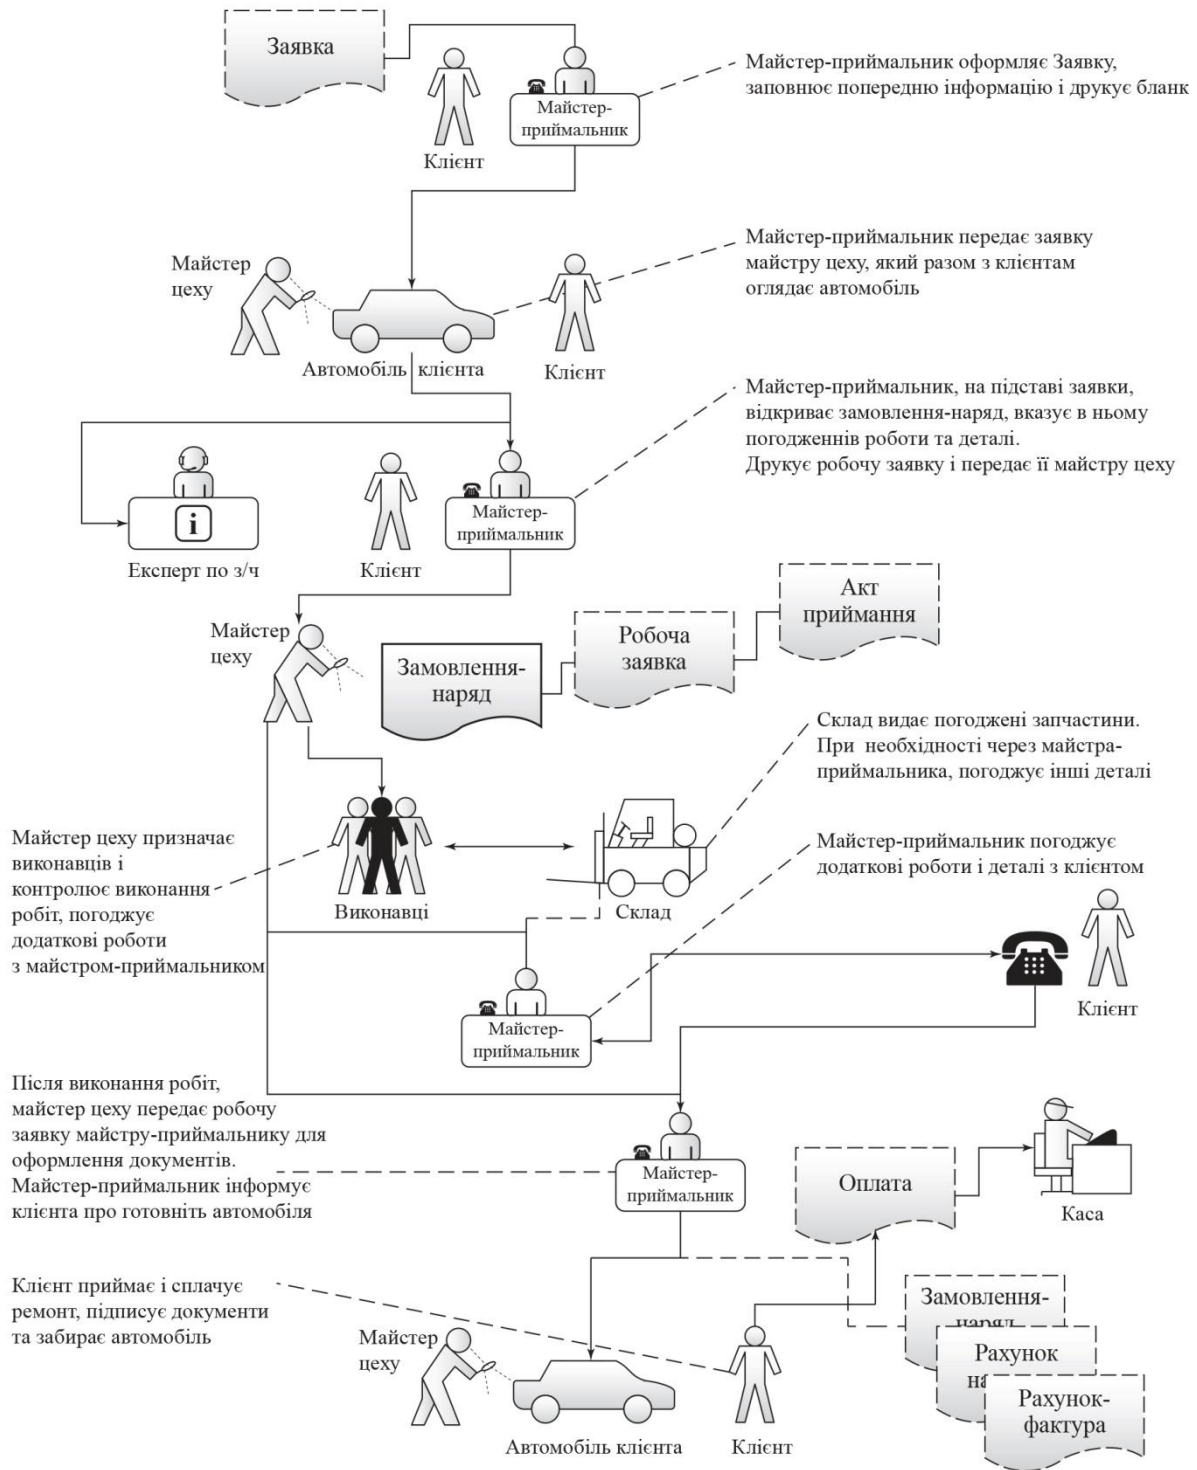 Заявка
Майстер-
приймальник
Клієнт
Майстер-приймальник оформляє Заявку,
заповнює попередню інформацію і друкує бланк
Майстер
цеху
Автомобіль клієнта
Клієнт
Майстер-приймальник передає заявку
майстру цеху, який разом з клієнтам
оглядає автомобіль
Майстер-приймальник, на підставі заявки,
відкриває замовлення-наряд, вказує в ньому
погодженнів роботи та деталі.
Друкує робочу заявку і передає її майстру цеху
i
Експерт по з/ч
Клієнт
Майстер-
приймальник
Майстер
цеху
Замовлення-
наряд
Робоча
заявка
Акт
приймання
Склад видає погоджені запчастини.
При необхідності через майстра-
приймальника, погоджує інші деталі
Майстер цеху призначає
виконавців і
контролює виконання
робіт, погоджує
додаткові роботи
з майстром-приймальником
Виконавці
Склад
Майстер-приймальник погоджує
додаткові роботи і деталі з клієнтом
Майстер-
приймальник
Клієнт
Після виконання робіт,
майстер цеху передає робочу
заявку майстру-приймальнику для
оформлення документів.
Майстер-приймальник інформує
клієнта про готовніть автомобіля
Майстер-
приймальник
Оплата
Каса
Клієнт приймає і сплачує
ремонт, підписує документи
та забирає автомобіль
Майстер
цеху
Автомобіль клієнта
Клієнт
Замовлення-
наряд
Рахунок
Рахунок-
фактура